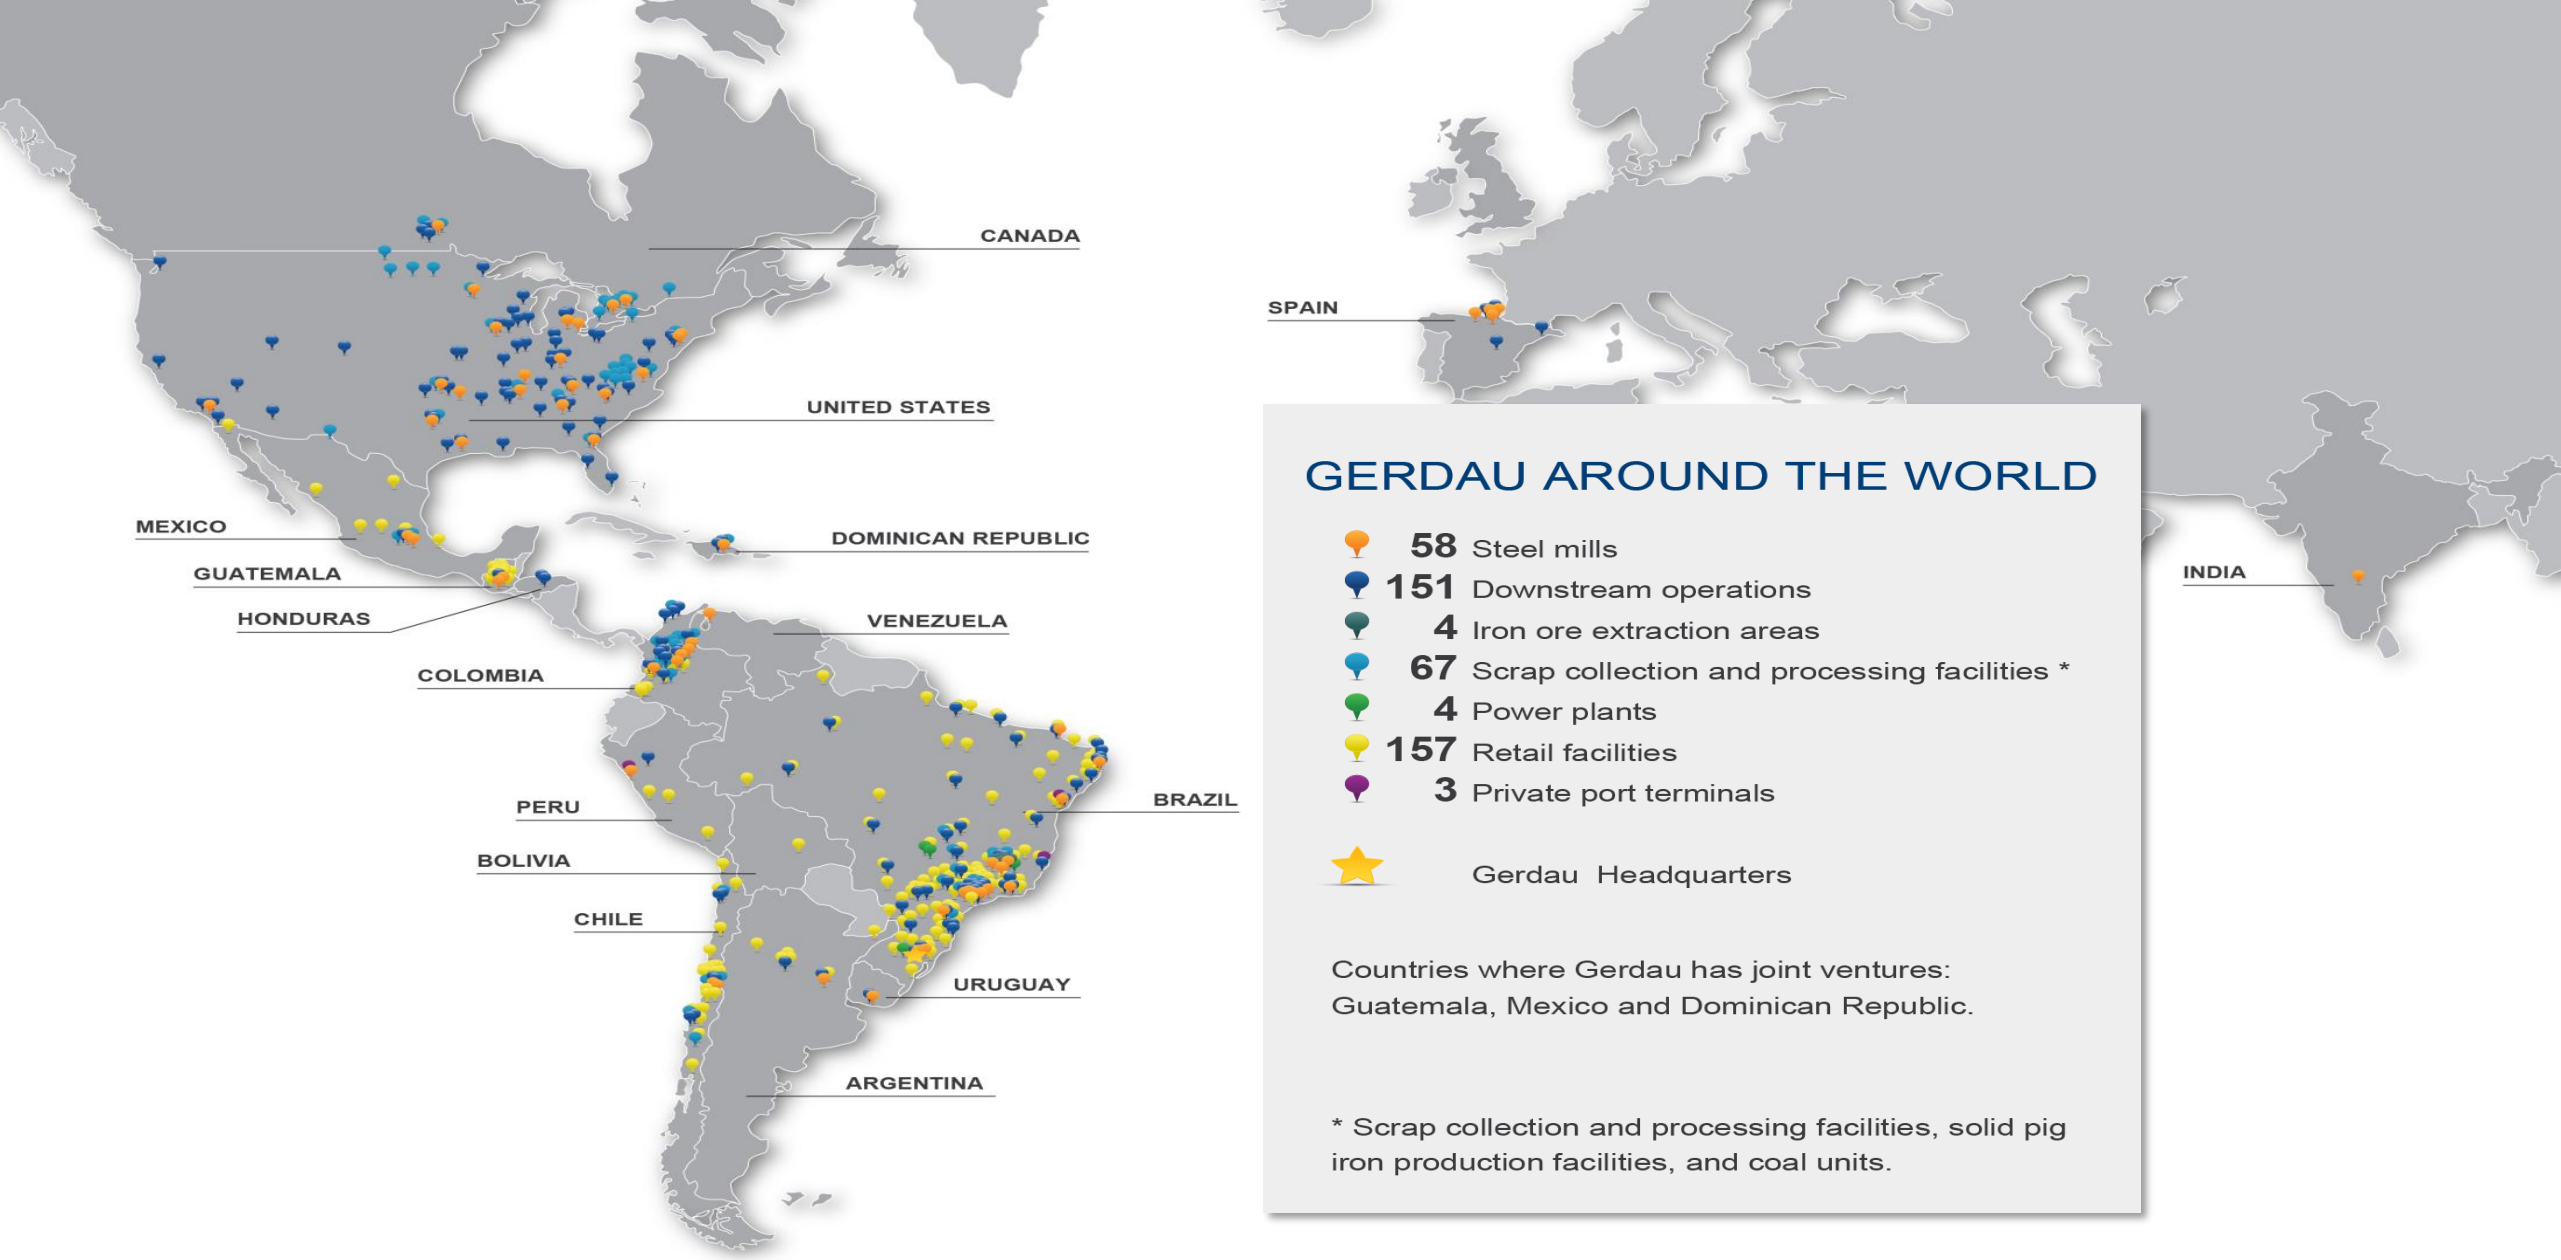 CANADA
UNITED STATES
MEXICO
DOMINICAN REPUBLIC
GUATEMALA
HONDURAS
VENEZUELA
COLOMBIA
PERU
BRAZIL
BOLIVIA
CHILE
URUGUAY
ARGENTINA
SPAIN
INDIA
GERDAU AROUND THE WORLD
58 Steel mills
151 Downstream operations
4 Iron ore extraction areas
67 Scrap collection and processing facilities *
4 Power plants
157 Retail facilities
3 Private port terminals
Gerdau Headquarters
Countries where Gerdau has joint ventures:
Guatemala, Mexico and Dominican Republic.
* Scrap collection and processing facilities, solid pig
iron production facilities, and coal units.